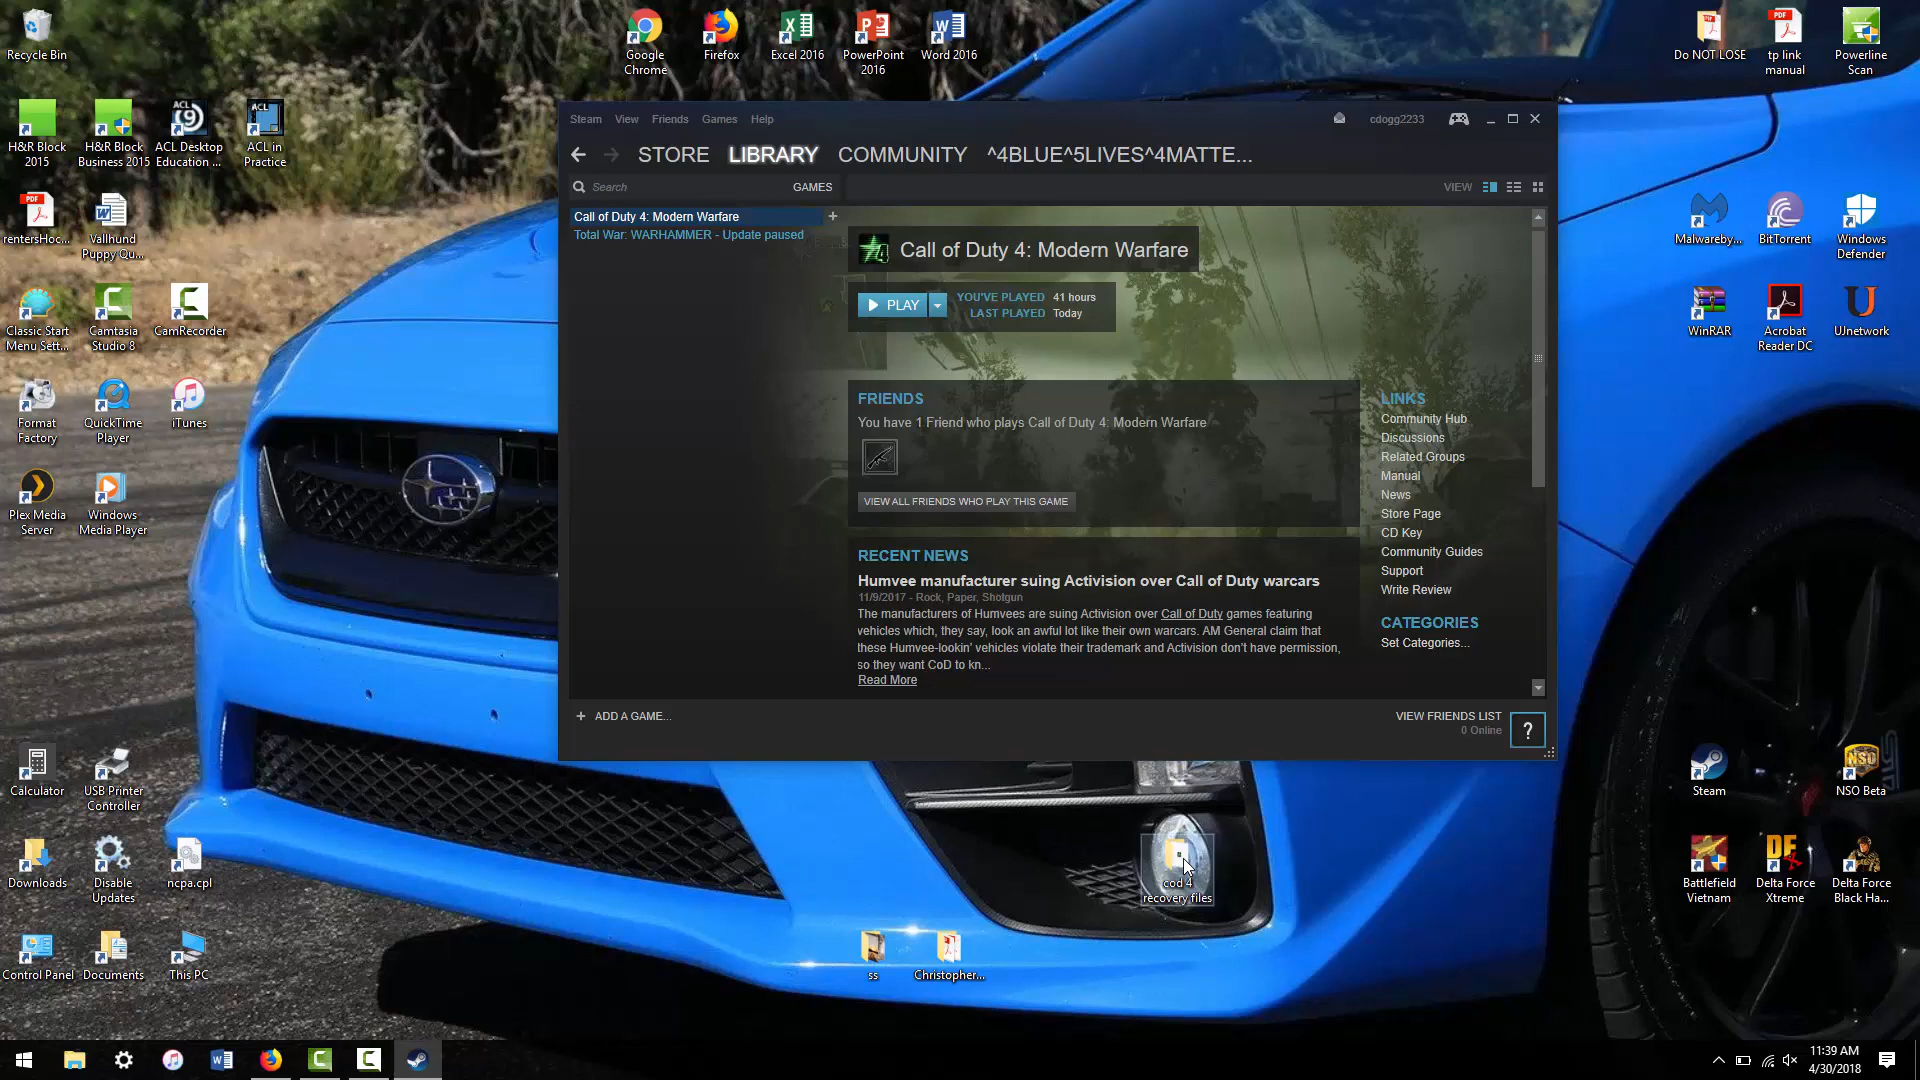 Recycle Bin
Google
Chrome
Firefox
Excel 2016
PowerPoint
2016
Word 2016
Do NOT LOSE
tp link
manual
Powerline
Scan
H&R Block
2015
H&R Block
Business 2015
ACL Desktop
Education ...
ACL in
Practice
rentersHoc...
Vallhund
Puppy Qu...
Classic Start
Menu Sett...
Camtasia
Studio 8
CamRecorder
Format
Factory
QuickTime
Player
iTunes
Plex Media
Server
Windows
Media Player
Calculator
USB Printer
Controller
Downloads
Disable
Updates
ncpa.cpl
Control Panel
Documents
This PC
Steam View Friends Games Help
cdogg2233
STORE LIBRARY COMMUNITY ^4BLUE^5LIVES^4MATTE...
Search
GAMES
VIEW
Call of Duty 4: Modern Warfare
Total War: WARHAMMER - Update paused
Call of Duty 4: Modern Warfare
PLAY
YOU'VE PLAYED 41 hours
LAST PLAYED Today
FRIENDS
You have 1 Friend who plays Call of Duty 4: Modern Warfare
VIEW ALL FRIENDS WHO PLAY THIS GAME
RECENT NEWS
Humvee manufacturer suing Activision over Call of Duty warcars
11/9/2017 - Rock, Paper, Shotgun
The manufacturers of Humvees are suing Activision over Call of Duty games featuring
vehicles which, they say, look an awful lot like their own warcars. AM General claim that
these Humvee-lookin' vehicles violate their trademark and Activision don't have permission,
so they want CoD to kn...
Read More
LINKS
Community Hub
Discussions
Related Groups
Manual
News
Store Page
CD Key
Community Guides
Support
Write Review
CATEGORIES
Set Categories...
ADD A GAME...
VIEW FRIENDS LIST
0 Online
?
Malwareby...
BitTorrent
Windows
Defender
WinRAR
Acrobat
Reader DC
UJnetwork
Steam
NSO Beta
Battlefield
Vietnam
Delta Force
Xtreme
Delta Force
Black Ha...
cod 4
recovery files
ss
Christopher...
11:39 AM
4/30/2018